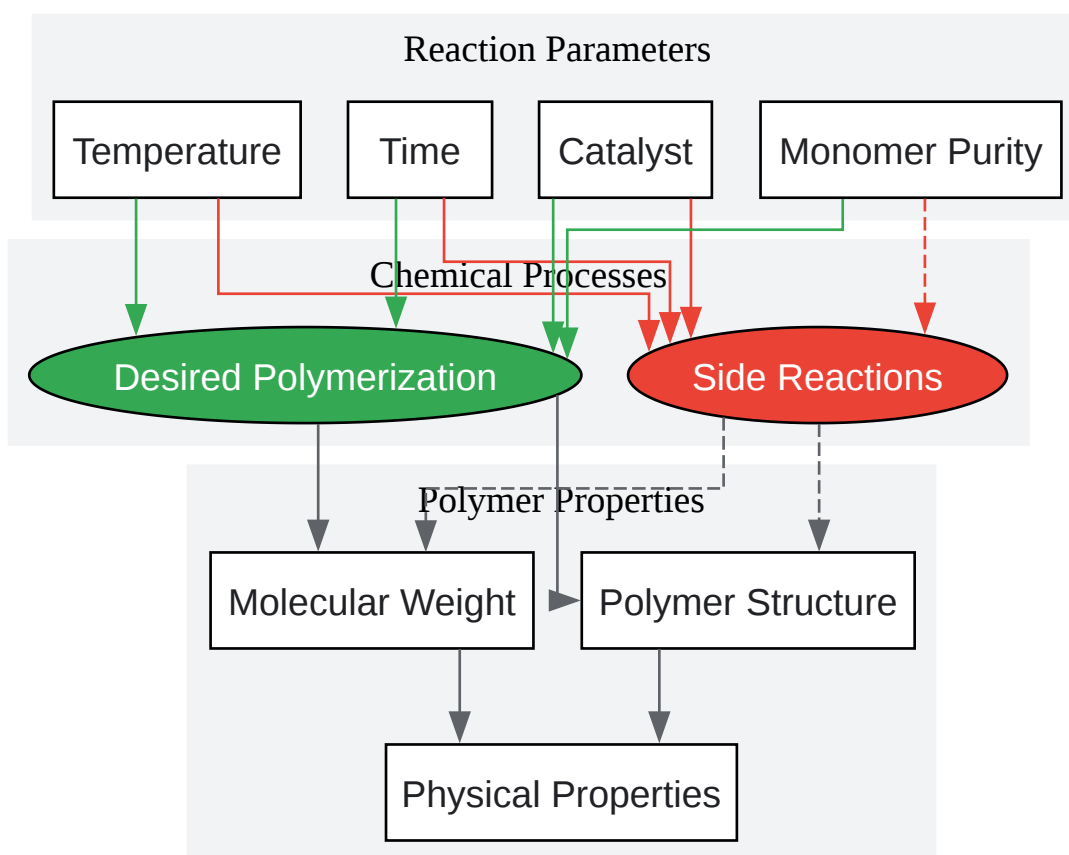 Reaction Parameters
Temperature
Time
Catalyst
Monomer Purity
Chemical Processes
Desired Polymerization
Side Reactions
Polymer Properties
Molecular Weight
Polymer Structure
Physical Properties